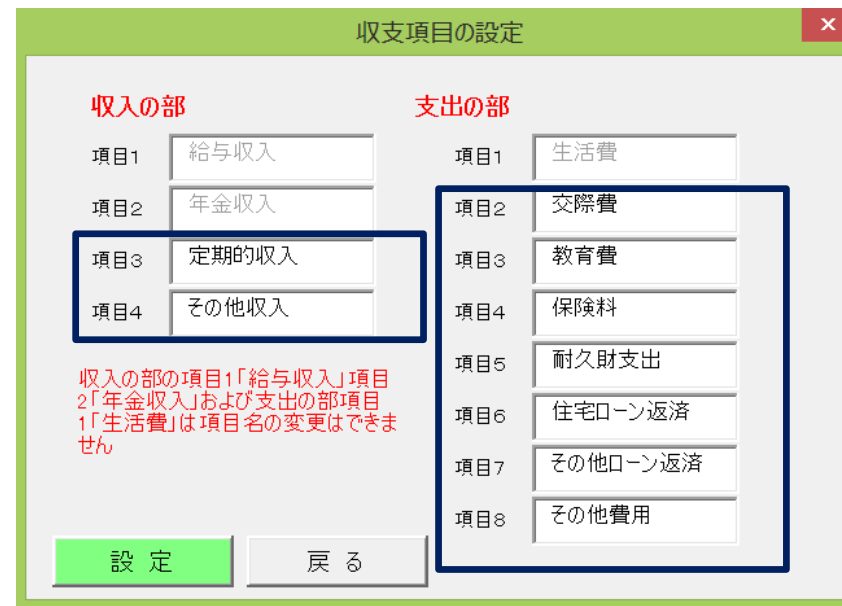 収支項目の設定
×
収入の部
項目1 給与収入
項目2 年金収入
項目3 定期的収入
項目4 その他収入
収入の部の項目1「給与収入」項目
2「年金収入」および支出の部項目
1「生活費」は項目名の変更はできま
せん
支出の部
項目1 生活費
項目2 交際費
項目3 教育費
項目4 保険料
項目5 耐久財支出
項目6 住宅ローン返済
項目7 その他ローン返済
項目8 その他費用
設 定
戻 る